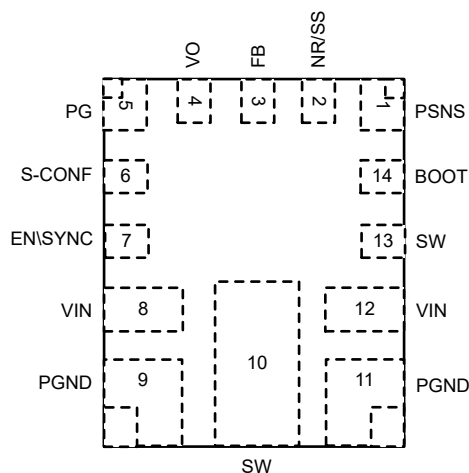 VO FB NR/SS
PG 5 4 3 2 1 PSNS
S-CONF 6 14 BOOT
EN\SYNC 7 13 SW
VIN 8 12 VIN
10
PGND 9 11 PGND
SW